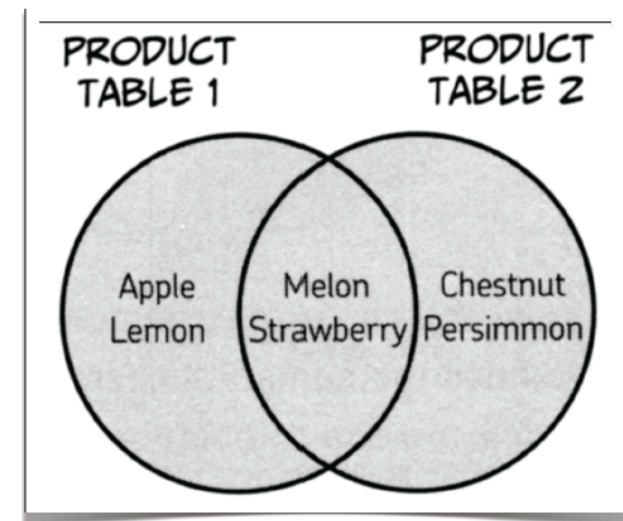 PRODUCT TABLE 1
PRODUCT TABLE 2
Apple
Lemon
Melon
Strawberry
Chestnut
Persimmon